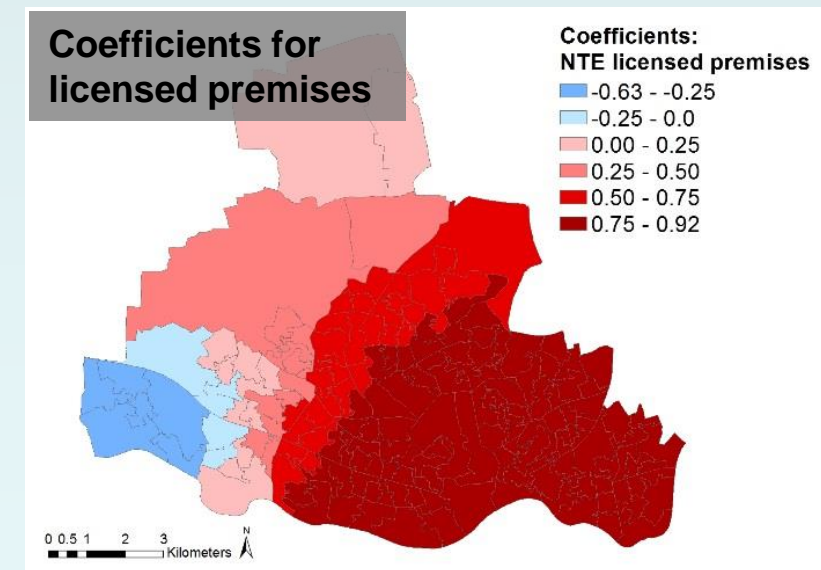 Coefficients for
licensed premises
Coefficients:
NTE licensed premises
-0.63 - -0.25
-0.25 - 0.0
0.00 - 0.25
0.25 - 0.50
0.50 - 0.75
0.75 - 0.92
0 0.5 1 2 3
Kilometers
N